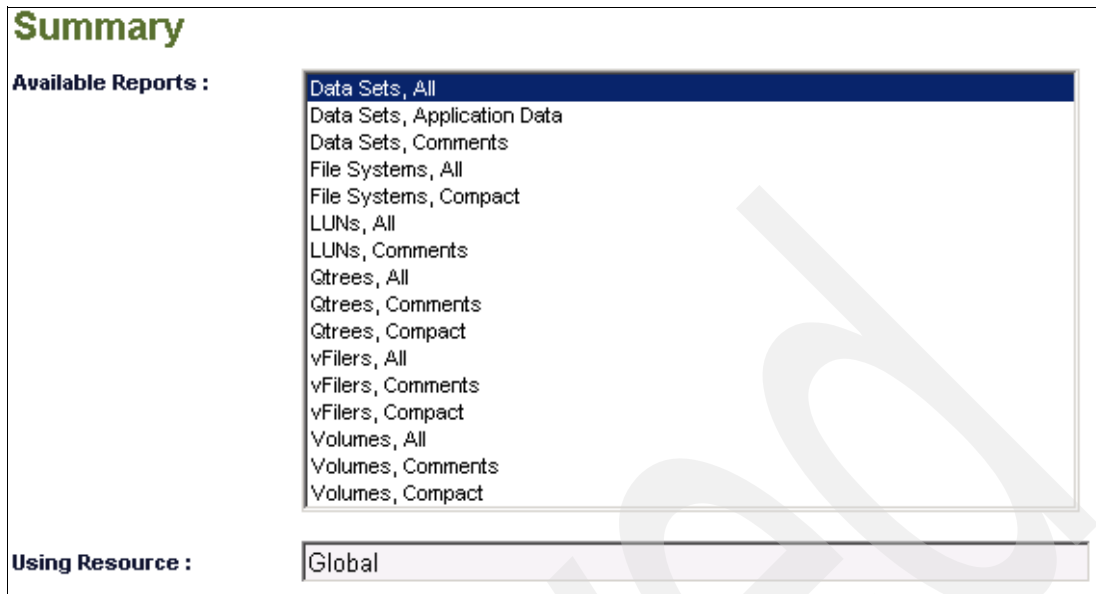 Summary
Available Reports :
Data Sets, All
Data Sets, Application Data
Data Sets, Comments
File Systems, All
File Systems, Compact
LUNs, All
LUNs, Comments
Qtrees, All
Qtrees, Comments
Qtrees, Compact
vFilers, All
vFilers, Comments
vFilers, Compact
Volumes, All
Volumes, Comments
Volumes, Compact
Using Resource : Global